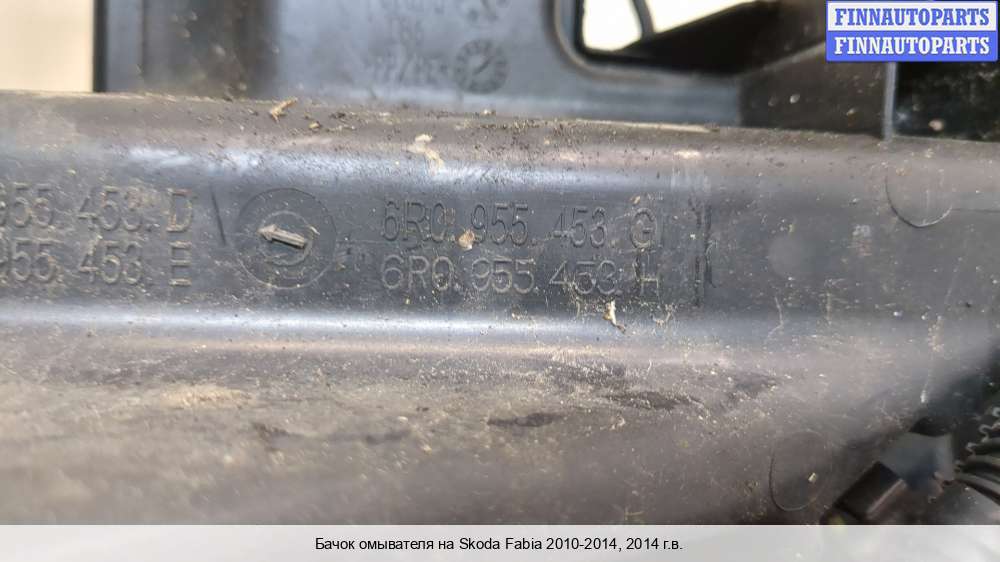 FINNAUTOPARTS
FINNAUTOPARTS
955.453.D
955.453.E
6R0.955.453.G
6R0.955.453.H
Бачок омывателя на Skoda Fabia 2010-2014, 2014 г.в.